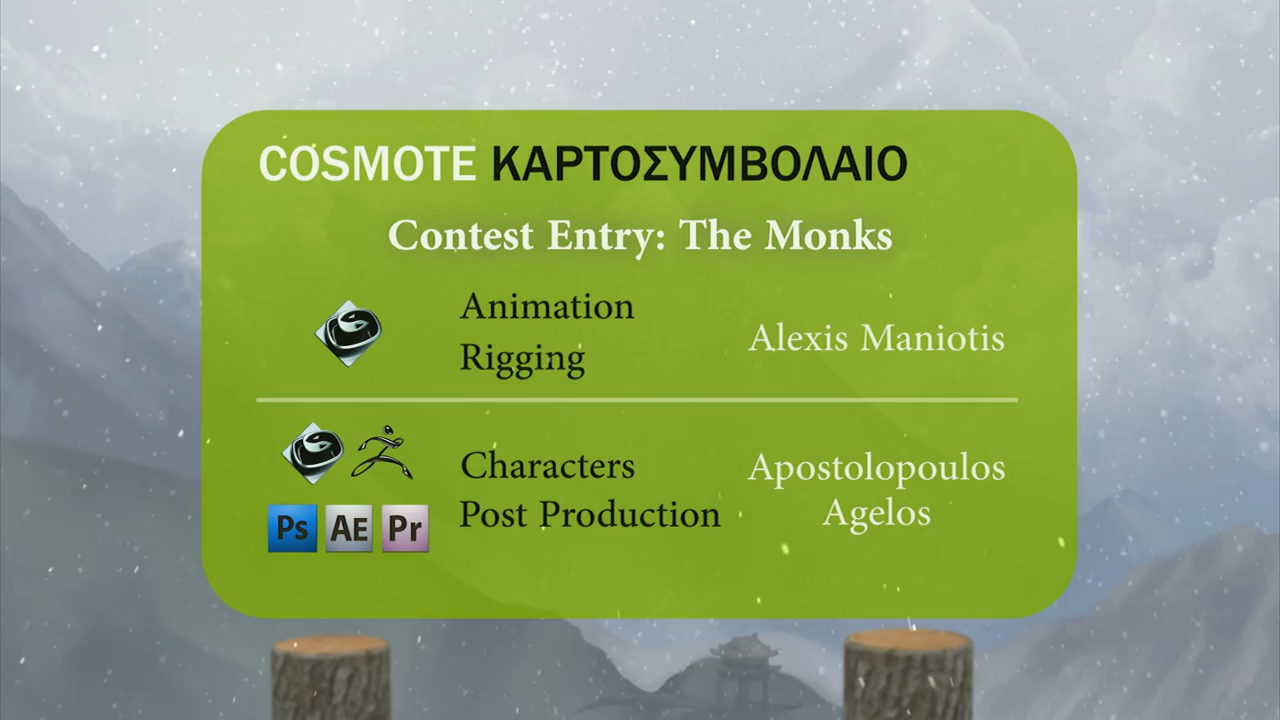 COSMOTE ΚΑΡΤΟΣΥΜΒΟΛΑΙΟ
Contest Entry: The Monks
Animation
Rigging
Alexis Maniotis
Characters
Post Production
Apostolopoulos
Agelos
Ps AE Pr